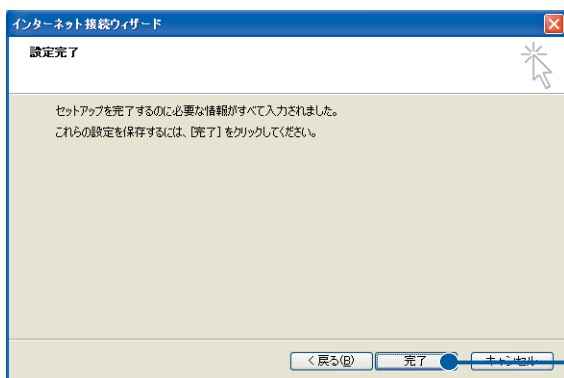 インターネット接続ウィザード
設定完了
セットアップを完了するのに必要な情報がすべて入力されました。
これらの設定を保存するには、[完了] をクリックしてください。
< 戻る(B)
完了
キャンセル